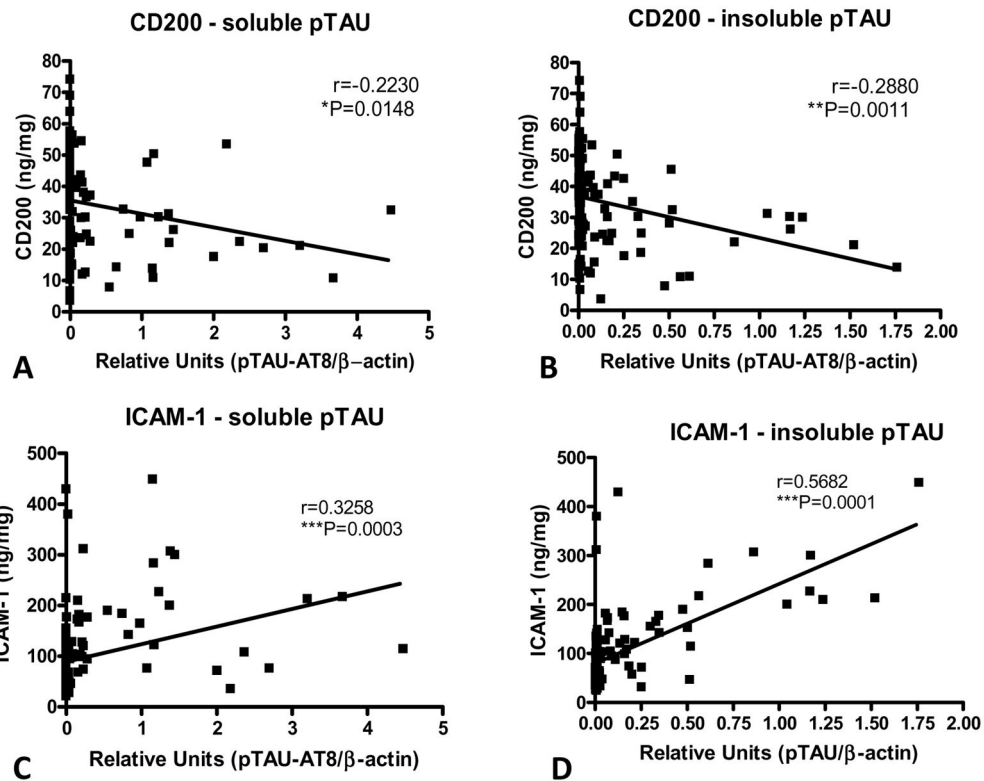 CD200 - soluble pTAU
A
80
70
60
50
40
30
20
10
0
CD200 (ng/mg)
r=-0.2230
*P=0.0148
0 1 2 3 4 5
Relative Units (pTAU-AT8/β−actin)
CD200 - insoluble pTAU
B
80
70
60
50
40
30
20
10
0
CD200 (ng/mg)
r=-0.2880
**P=0.0011
0.00 0.25 0.50 0.75 1.00 1.25 1.50 1.75 2.00
Relative Units (pTAU-AT8/β-actin)
ICAM-1 - soluble pTAU
C
500
400
300
200
100
0
ICAM-1 (ng/mg)
r=0.3258
***P=0.0003
0 1 2 3 4 5
Relative Units (pTAU-AT8/β-actin)
ICAM-1 - insoluble pTAU
D
500
400
300
200
100
0
ICAM-1 (ng/mg)
r=0.5682
***P=0.0001
0.00 0.25 0.50 0.75 1.00 1.25 1.50 1.75 2.00
Relative Units (pTAU/β-actin)